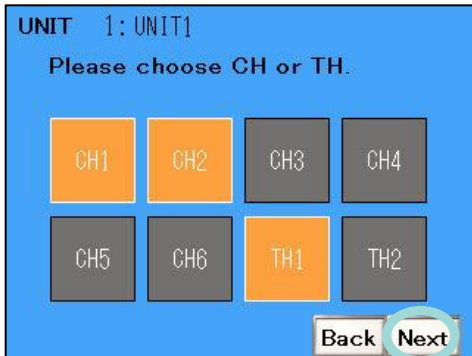 UNIT 1:UNIT1
Please choose CH or TH.
CH1 CH2 CH3 CH4
CH5 CH6 TH1 TH2
Back Next